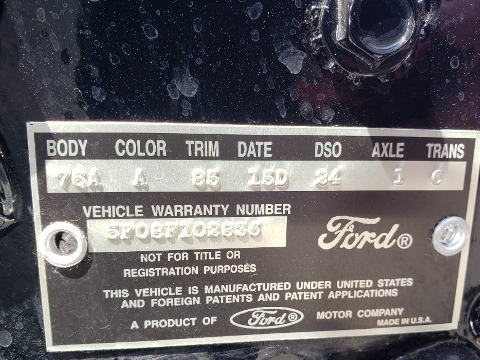 BODY COLOR TRIM DATE DSO AXLE TRANS
76A A 85 15D 24 1 C
VEHICLE WARRANTY NUMBER
5F08F102836
Ford®
NOT FOR TITLE OR
REGISTRATION PURPOSES
THIS VEHICLE IS MANUFACTURED UNDER UNITED STATES
AND FOREIGN PATENTS AND PATENT APPLICATIONS
A PRODUCT OF Ford® MOTOR COMPANY
MADE IN U.S.A.